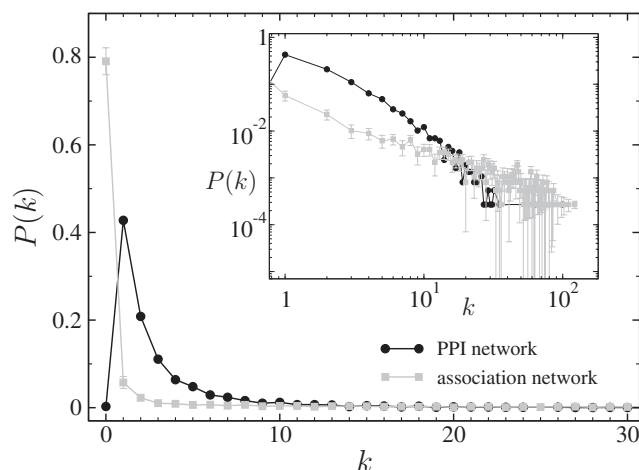 0.8
0.6
0.4
0.2
0
P(k)
0 10 20 30
k
1
10^-2
10^-4
P(k)
1 10^1 10^2
k
PPI network
association network